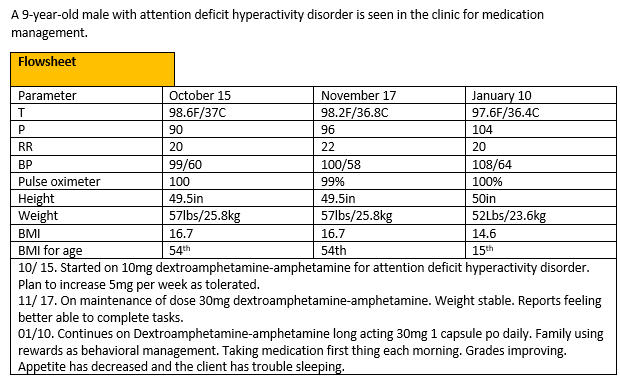 A 9-year-old male with attention deficit hyperactivity disorder is seen in the clinic for medication
management.
Flowsheet
Parameter October 15 November 17 January 10
T 98.6F/37C 98.2F/36.8C 97.6F/36.4C
P 90 96 104
RR 20 22 20
BP 99/60 100/58 108/64
Pulse oximeter 100 99% 100%
Height 49.5in 49.5in 50in
Weight 57lbs/25.8kg 57lbs/25.8kg 52Lbs/23.6kg
BMI 16.7 16.7 14.6
BMI for age 54th 54th 15th
10/ 15. Started on 10mg dextroamphetamine-amphetamine for attention deficit hyperactivity disorder.
Plan to increase 5mg per week as tolerated.
11/ 17. On maintenance of dose 30mg dextroamphetamine-amphetamine. Weight stable. Reports feeling
better able to complete tasks.
01/10. Continues on Dextroamphetamine-amphetamine long acting 30mg 1 capsule po daily. Family using
rewards as behavioral management. Taking medication first thing each morning. Grades improving.
Appetite has decreased and the client has trouble sleeping.